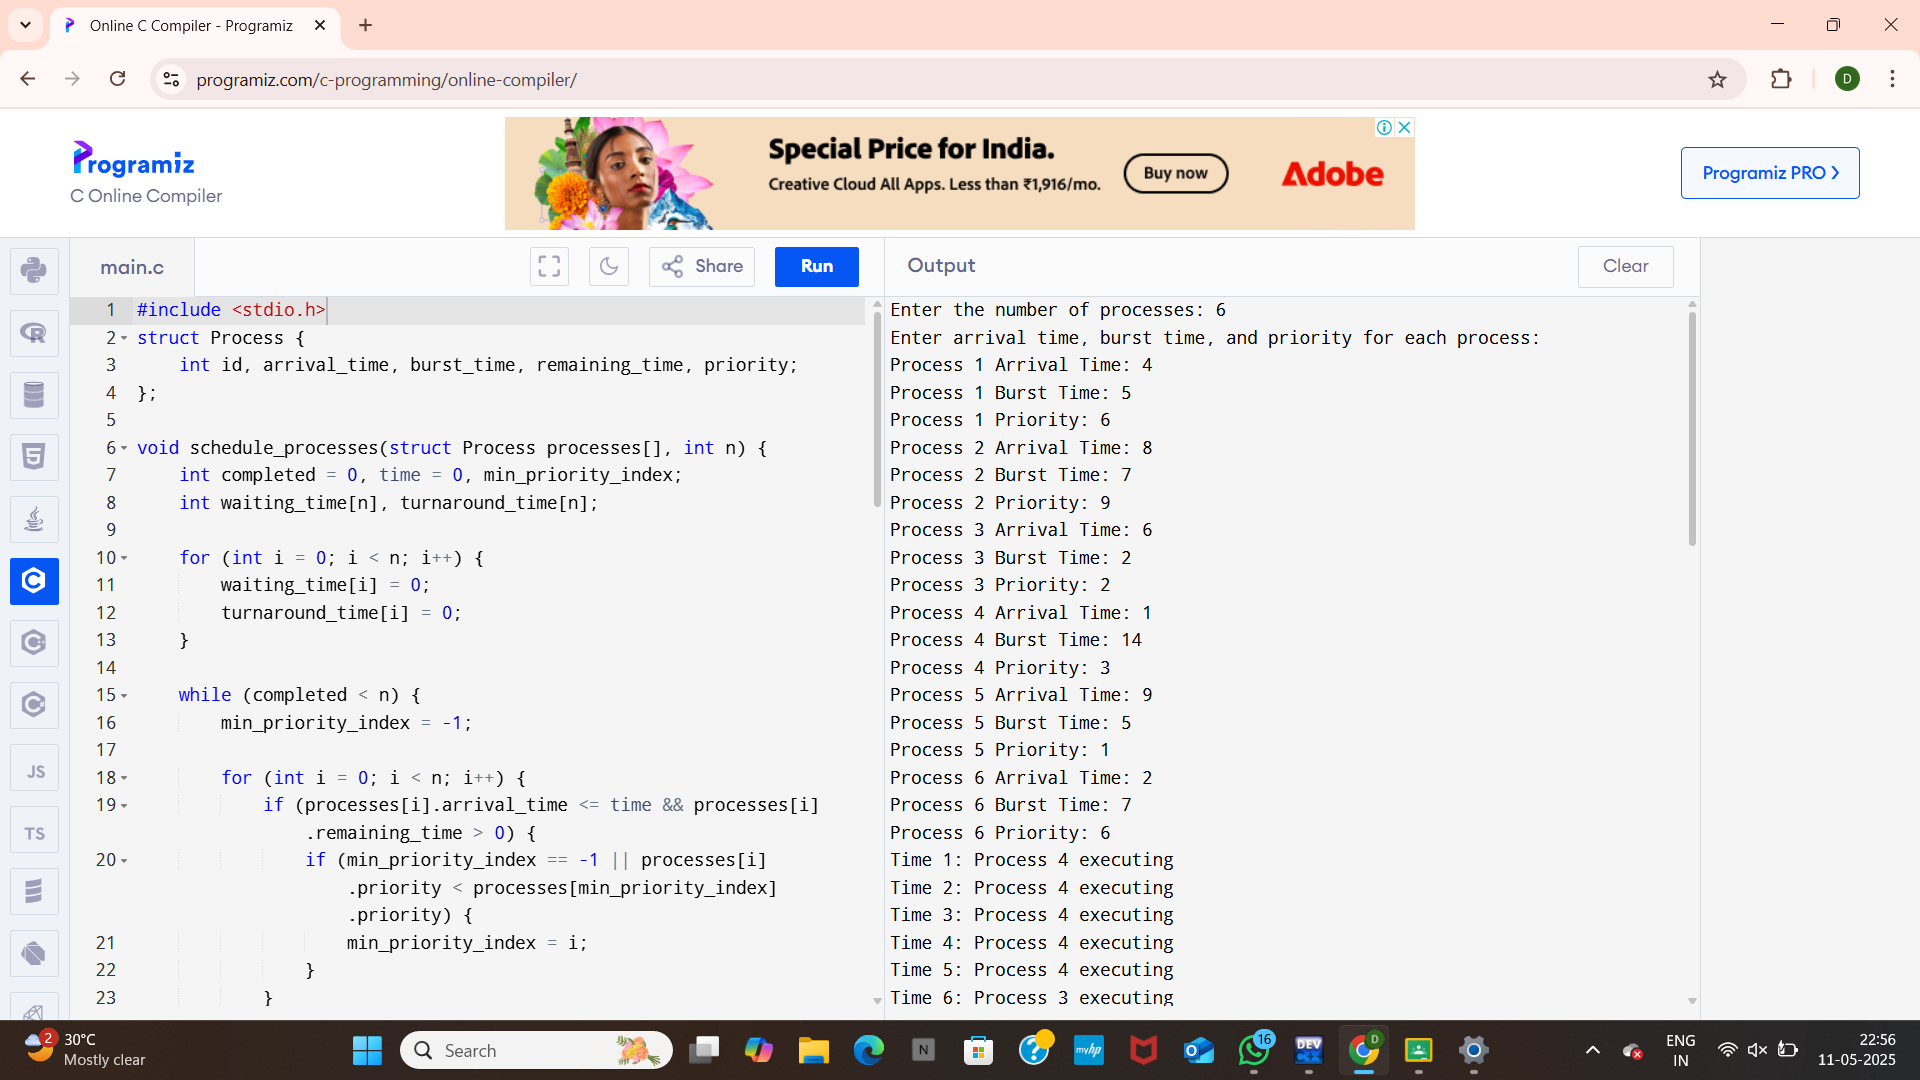 Online C Compiler - Programiz
programiz.com/c-programming/online-compiler/
D
Programiz
C Online Compiler
Special Price for India.
Creative Cloud All Apps. Less than ₹1,916/mo.
Buy now
Adobe
Programiz PRO
main.c
Share
Run
Output
Clear
1 #include <stdio.h>
2 struct Process {
3     int id, arrival_time, burst_time, remaining_time, priority;
4 };
5
6 void schedule_processes(struct Process processes[], int n) {
7     int completed = 0, time = 0, min_priority_index;
8     int waiting_time[n], turnaround_time[n];
9
10     for (int i = 0; i < n; i++) {
11         waiting_time[i] = 0;
12         turnaround_time[i] = 0;
13     }
14
15     while (completed < n) {
16         min_priority_index = -1;
17
18         for (int i = 0; i < n; i++) {
19             if (processes[i].arrival_time <= time && processes[i]
.remaining_time > 0) {
20                 if (min_priority_index == -1 || processes[i]
.priority < processes[min_priority_index]
.priority) {
21                     min_priority_index = i;
22                 }
23             }
Enter the number of processes: 6
Enter arrival time, burst time, and priority for each process:
Process 1 Arrival Time: 4
Process 1 Burst Time: 5
Process 1 Priority: 6
Process 2 Arrival Time: 8
Process 2 Burst Time: 7
Process 2 Priority: 9
Process 3 Arrival Time: 6
Process 3 Burst Time: 2
Process 3 Priority: 2
Process 4 Arrival Time: 1
Process 4 Burst Time: 14
Process 4 Priority: 3
Process 5 Arrival Time: 9
Process 5 Burst Time: 5
Process 5 Priority: 1
Process 6 Arrival Time: 2
Process 6 Burst Time: 7
Process 6 Priority: 6
Time 1: Process 4 executing
Time 2: Process 4 executing
Time 3: Process 4 executing
Time 4: Process 4 executing
Time 5: Process 4 executing
Time 6: Process 3 executing
JS
TS
2
30°C
Mostly clear
Search
N
myhp
16
DEV
D
ENG
IN
22:56
11-05-2025